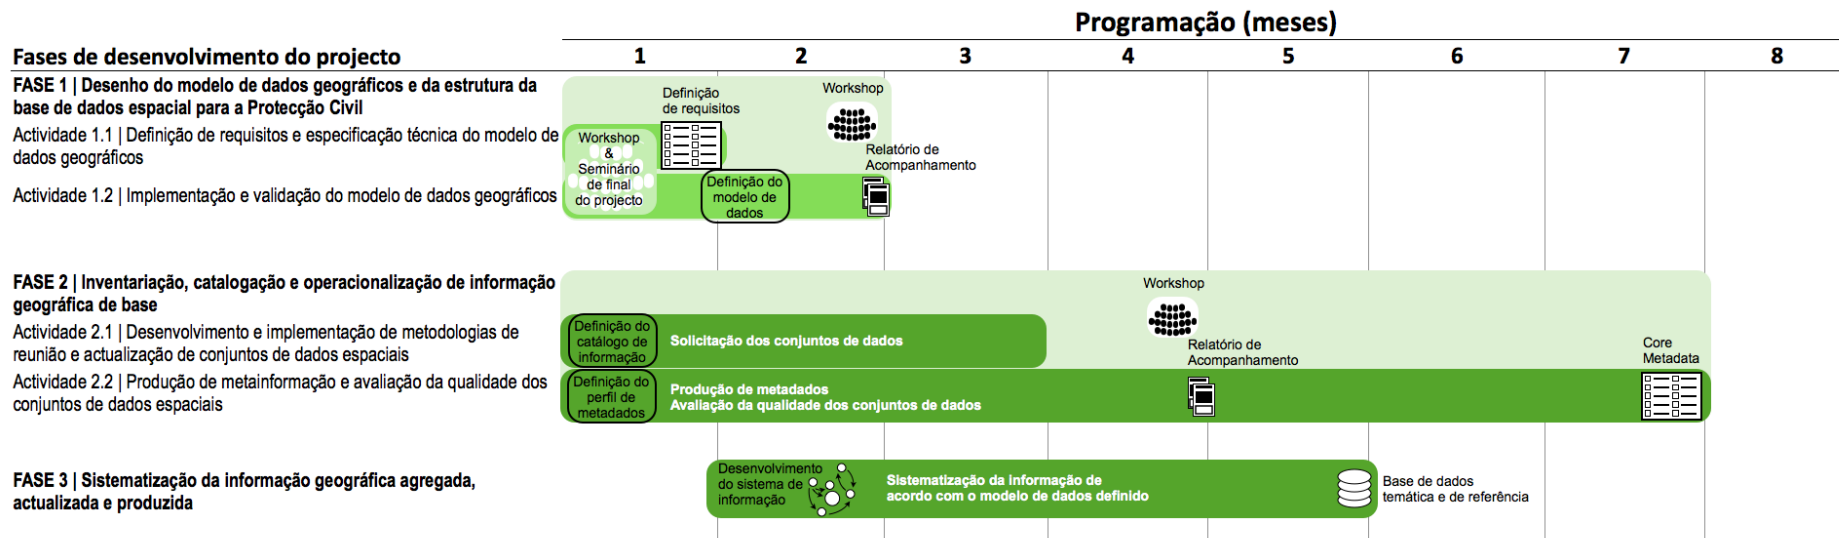 Programação (meses)
Fases de desenvolvimento do projecto
1 2 3 4 5 6 7 8
FASE 1 | Desenho do modelo de dados geográficos e da estrutura da
base de dados espacial para a Protecção Civil
Actividade 1.1 | Definição de requisitos e especificação técnica do modelo de
dados geográficos
Actividade 1.2 | Implementação e validação do modelo de dados geográficos
Workshop
&
Seminário
de final
do projecto
Definição
de requisitos
Definição do
modelo de
dados
Workshop
Relatório de
Acompanhamento
FASE 2 | Inventariação, catalogação e operacionalização de informação
geográfica de base
Actividade 2.1 | Desenvolvimento e implementação de metodologias de
reunião e actualização de conjuntos de dados espaciais
Actividade 2.2 | Produção de metainformação e avaliação da qualidade dos
conjuntos de dados espaciais
Definição do
catálogo de
informação
Solicitação dos conjuntos de dados
Definição do
perfil de
metadados
Produção de metadados
Avaliação da qualidade dos conjuntos de dados
Workshop
Relatório de
Acompanhamento
Core
Metadata
FASE 3 | Sistematização da informação geográfica agregada,
actualizada e produzida
Desenvolvimento
do sistema de
informação
Sistematização da informação de
acordo com o modelo de dados definido
Base de dados
temática e de referência